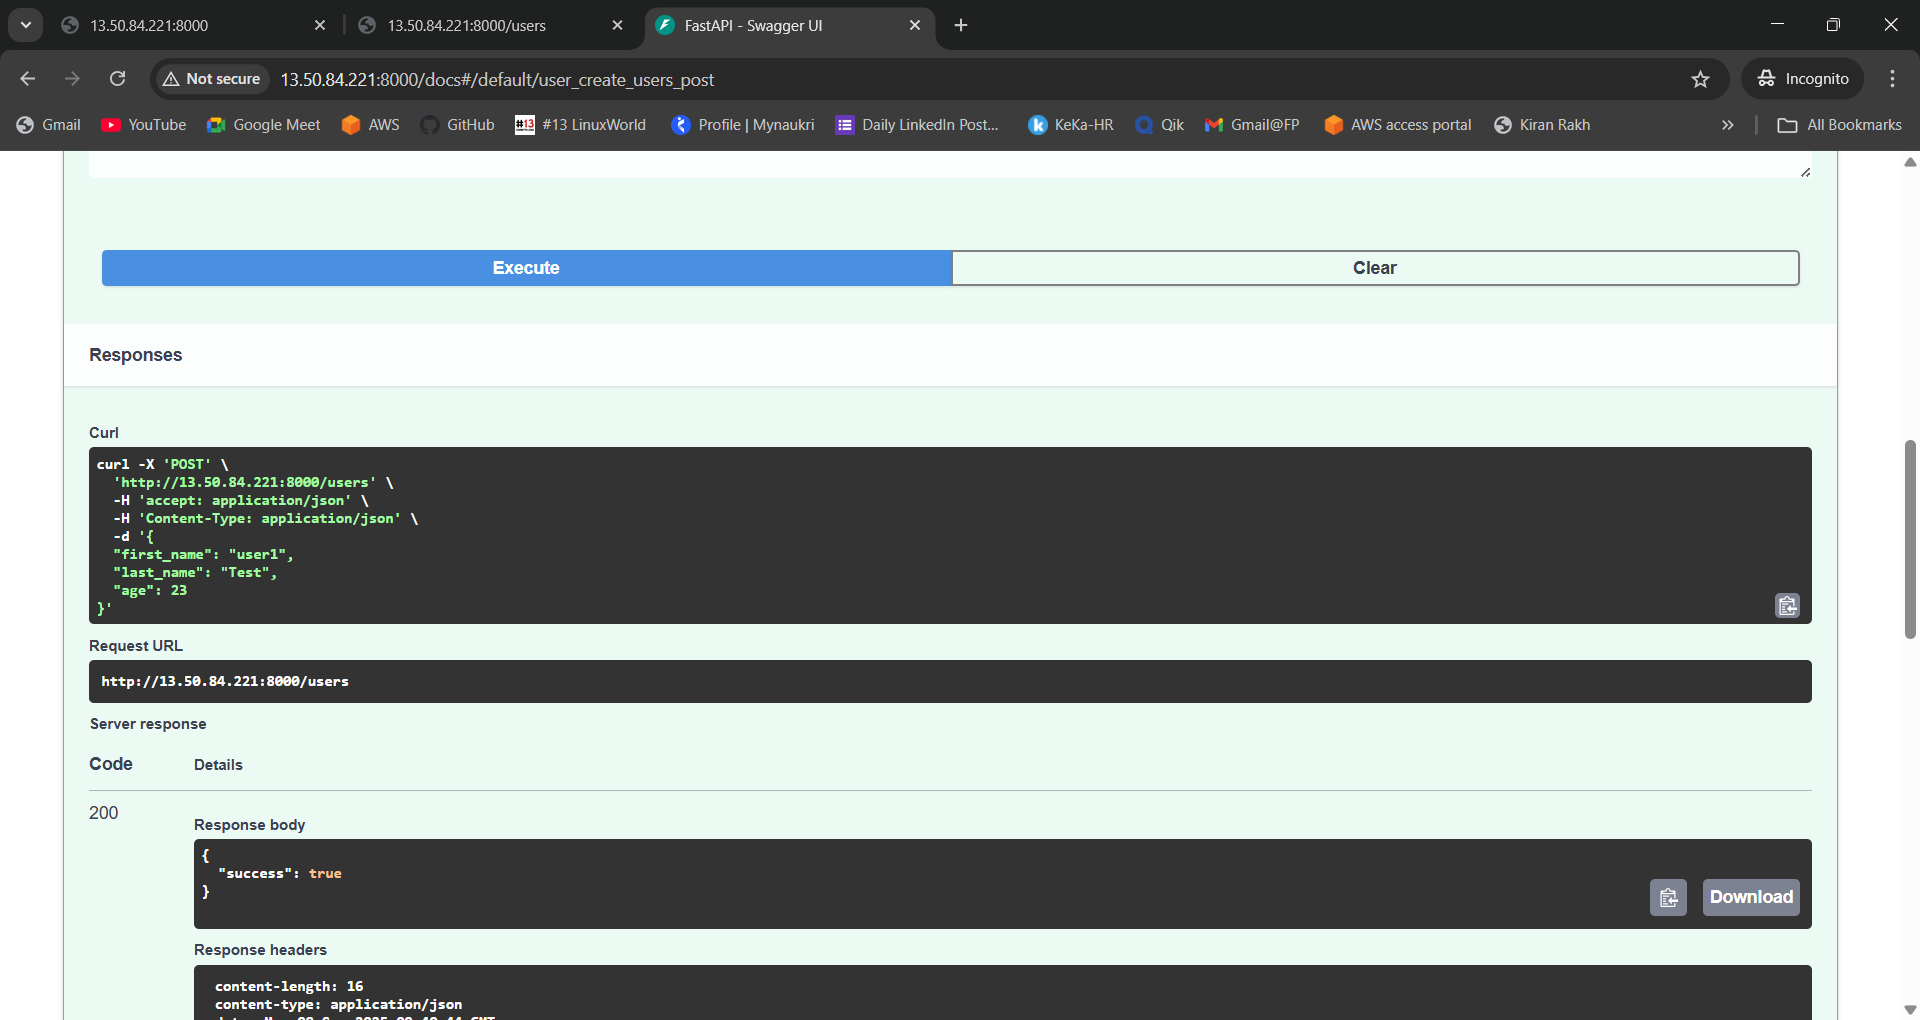 13.50.84.221:8000
13.50.84.221:8000/users
FastAPI - Swagger UI
Not secure
13.50.84.221:8000/docs#/default/user_create_users_post
Incognito
Gmail
YouTube
Google Meet
AWS
GitHub
#13
#13 LinuxWorld
Profile | Mynaukri
Daily LinkedIn Post...
KeKa-HR
Qik
Gmail@FP
AWS access portal
Kiran Rakh
»
All Bookmarks
Execute
Clear
Responses
Curl
curl -X 'POST' \
'http://13.50.84.221:8000/users' \
-H 'accept: application/json' \
-H 'Content-Type: application/json' \
-d '{
"first_name": "user1",
"last_name": "Test",
"age": 23
}'
Request URL
http://13.50.84.221:8000/users
Server response
Code
Details
200
Response body
{
"success": true
}
Download
Response headers
content-length: 16
content-type: application/json